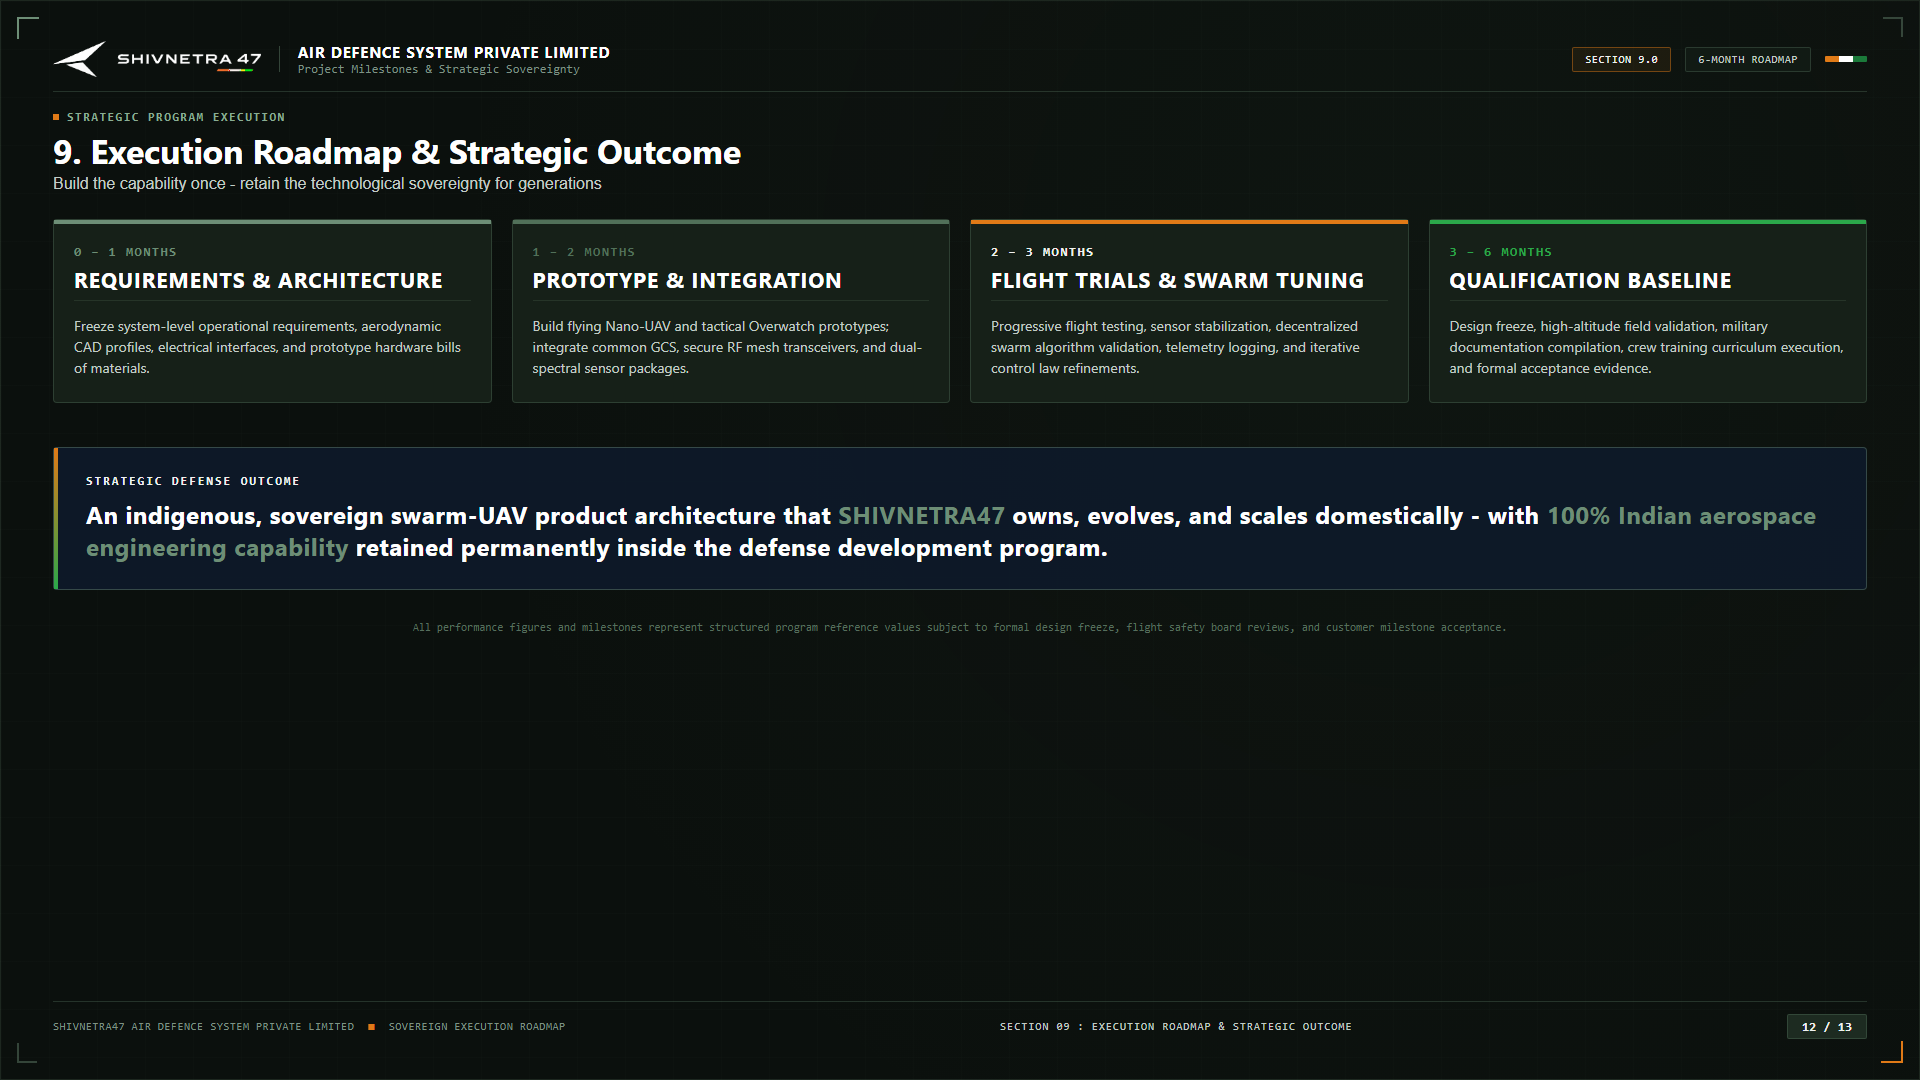 SHIVNETRA 47
AIR DEFENCE SYSTEM PRIVATE LIMITED
Project Milestones & Strategic Sovereignty
SECTION 9.0
6-MONTH ROADMAP
STRATEGIC PROGRAM EXECUTION
9. Execution Roadmap & Strategic Outcome
Build the capability once - retain the technological sovereignty for generations
0 – 1 MONTHS
REQUIREMENTS & ARCHITECTURE
Freeze system-level operational requirements, aerodynamic
CAD profiles, electrical interfaces, and prototype hardware bills
of materials.
1 – 2 MONTHS
PROTOTYPE & INTEGRATION
Build flying Nano-UAV and tactical Overwatch prototypes;
integrate common GCS, secure RF mesh transceivers, and dual-
spectral sensor packages.
2 – 3 MONTHS
FLIGHT TRIALS & SWARM TUNING
Progressive flight testing, sensor stabilization, decentralized
swarm algorithm validation, telemetry logging, and iterative
control law refinements.
3 – 6 MONTHS
QUALIFICATION BASELINE
Design freeze, high-altitude field validation, military
documentation compilation, crew training curriculum execution,
and formal acceptance evidence.
STRATEGIC DEFENSE OUTCOME
An indigenous, sovereign swarm-UAV product architecture that SHIVNETRA47 owns, evolves, and scales domestically - with 100% Indian aerospace
engineering capability retained permanently inside the defense development program.
All performance figures and milestones represent structured program reference values subject to formal design freeze, flight safety board reviews, and customer milestone acceptance.
SHIVNETRA47 AIR DEFENCE SYSTEM PRIVATE LIMITED ■ SOVEREIGN EXECUTION ROADMAP
SECTION 09 : EXECUTION ROADMAP & STRATEGIC OUTCOME
12 / 13